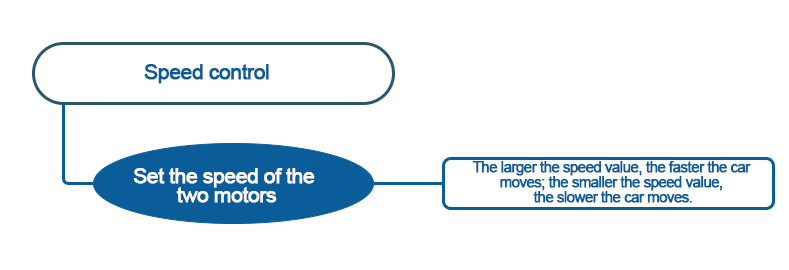 Speed control
Set the speed of the
two motors
The larger the speed value, the faster the car
moves; the smaller the speed value,
the slower the car moves.